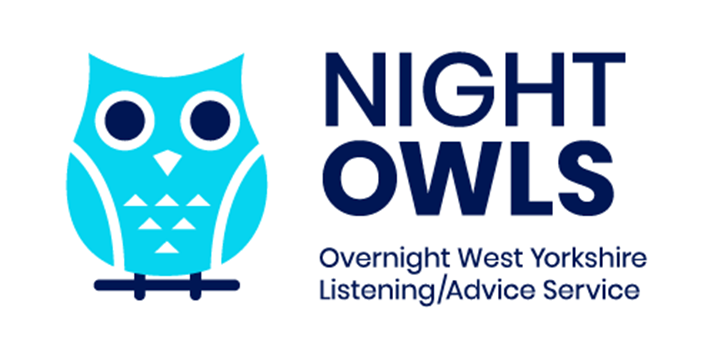 NIGHT
OWLS
Overnight West Yorkshire
Listening/Advice Service